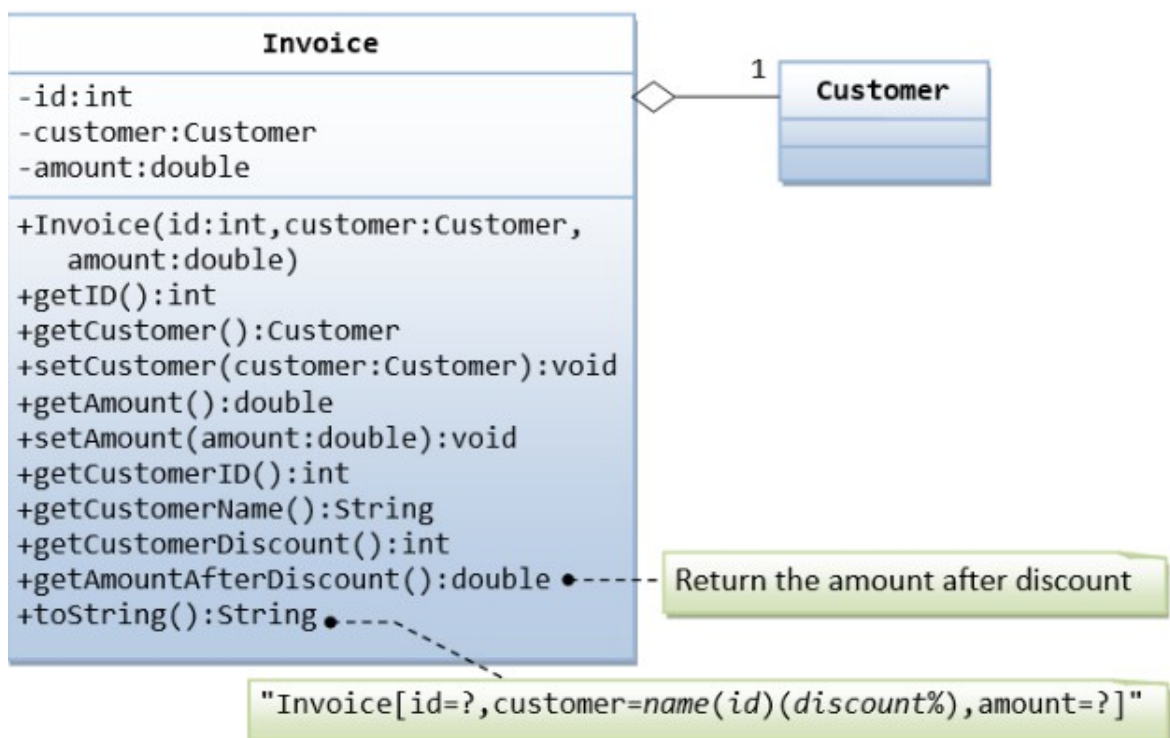 Invoice
-id:int
-customer:Customer
-amount:double
1
Customer
+Invoice(id:int,customer:Customer,
amount:double)
+getID():int
+getCustomer():Customer
+setCustomer(customer:Customer):void
+getAmount():double
+setAmount(amount:double):void
+getCustomerID():int
+getCustomerName():String
+getCustomerDiscount():int
+getAmountAfterDiscount():double
Return the amount after discount
+toString():String
"Invoice[id=?,customer=name(id)(discount%),amount=?]"